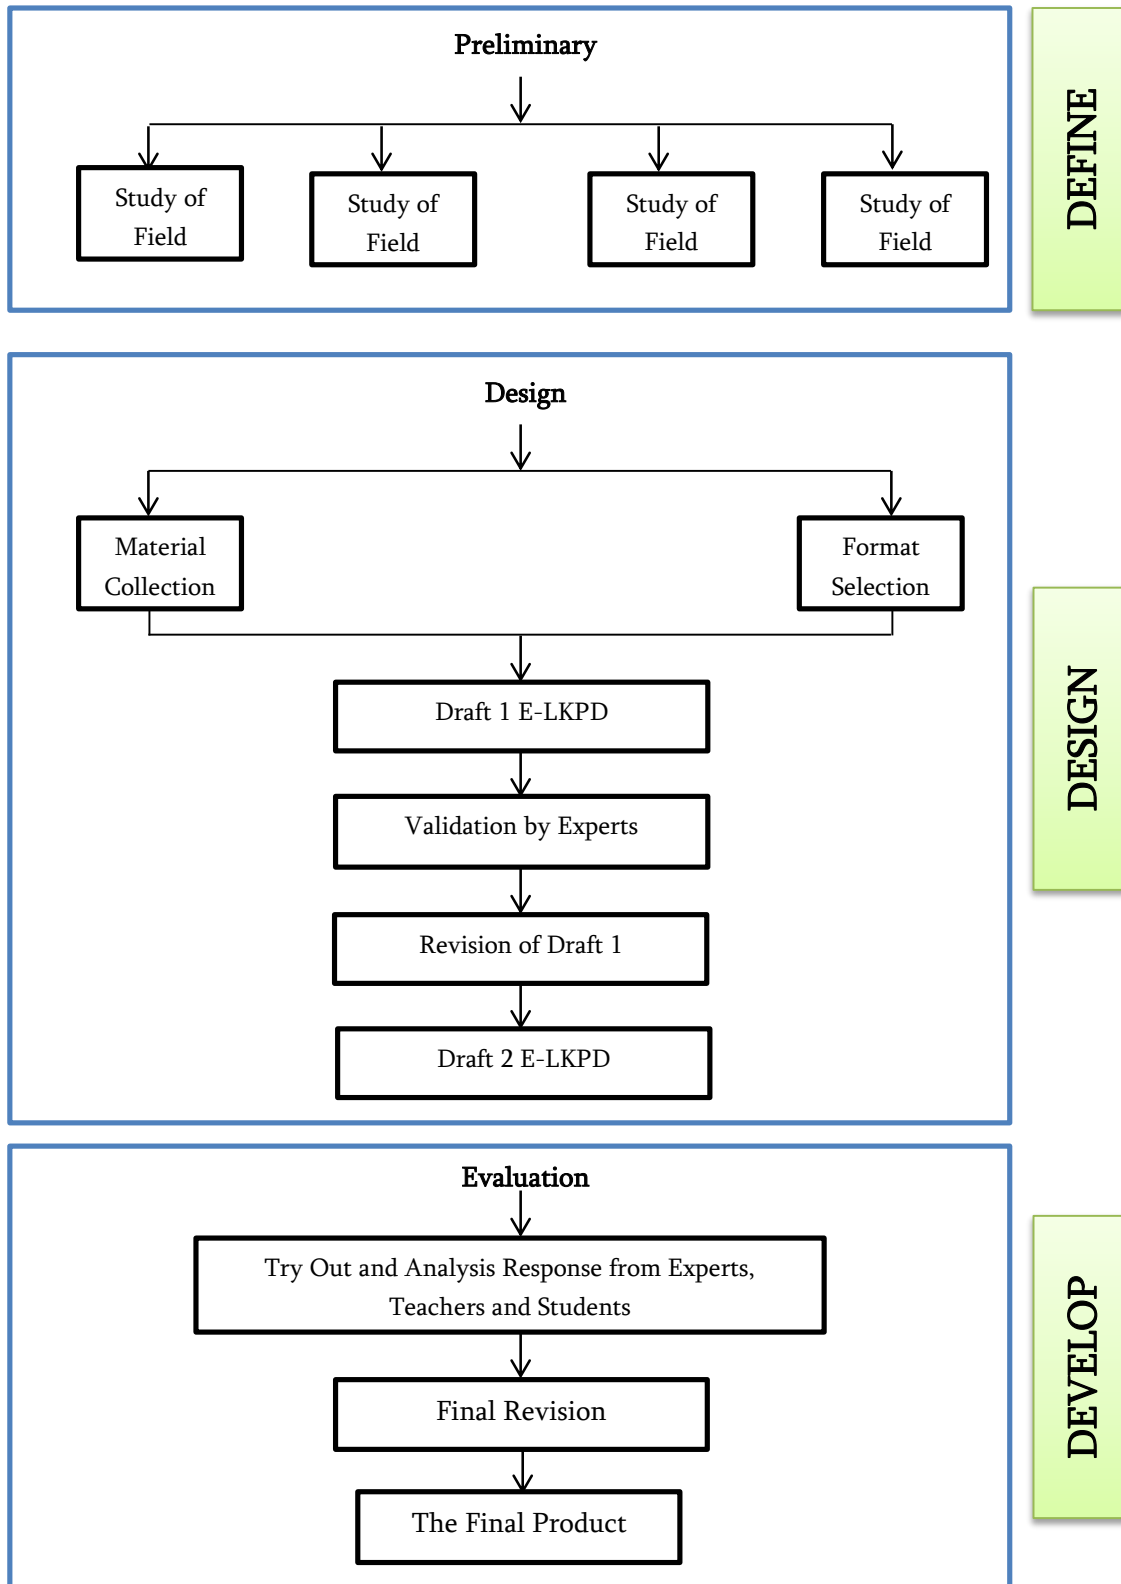 Preliminary
Study of
Field
Study of
Field
Study of
Field
Study of
Field
DEFINE
Design
Material
Collection
Format
Selection
Draft 1 E-LKPD
Validation by Experts
Revision of Draft 1
Draft 2 E-LKPD
DESIGN
Evaluation
Try Out and Analysis Response from Experts,
Teachers and Students
Final Revision
The Final Product
DEVELOP